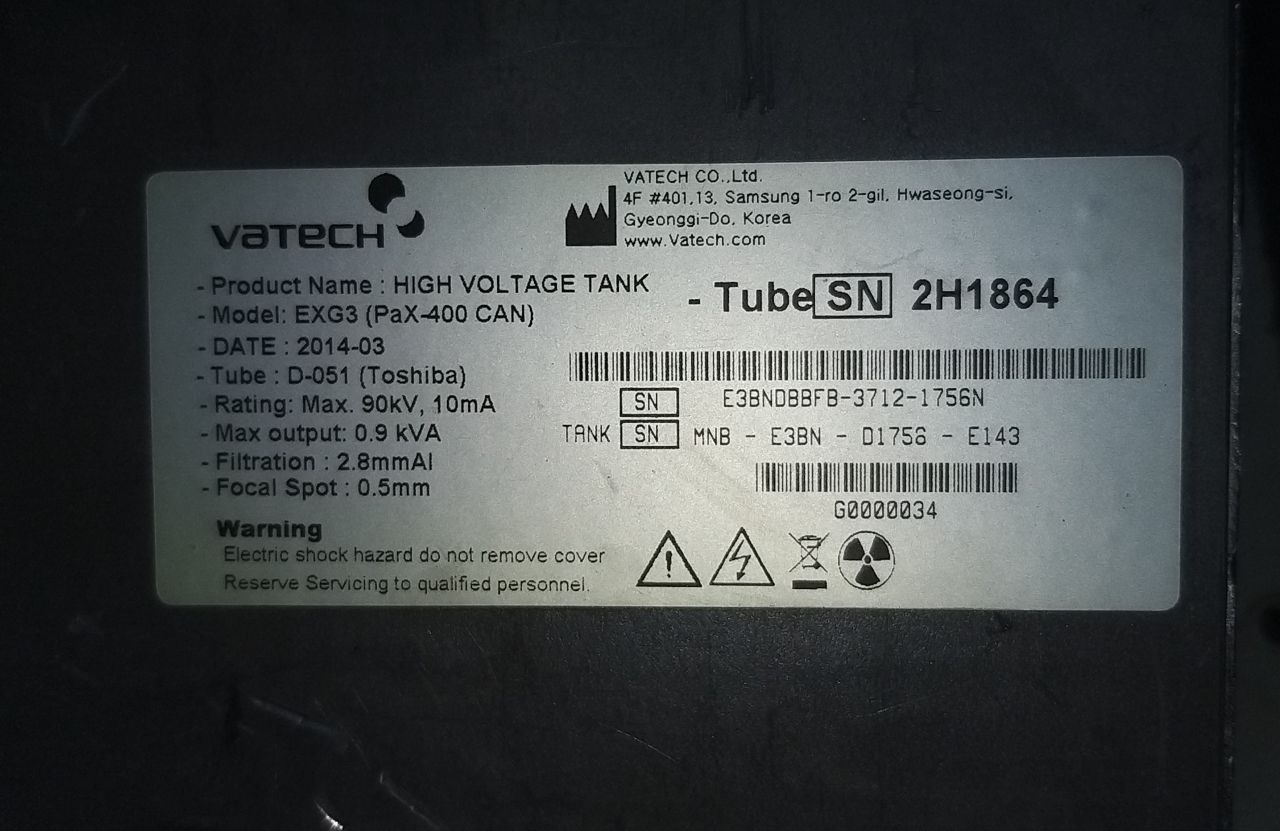 vatech
VATECH CO.,Ltd.
4F #401,13, Samsung 1-ro 2-gil, Hwaseong-si,
Gyeonggi-Do, Korea
www.Vatech.com
- Product Name : HIGH VOLTAGE TANK
- Model: EXG3 (PaX-400 CAN)
- DATE : 2014-03
- Tube : D-051 (Toshiba)
- Rating: Max. 90kV, 10mA
- Max output: 0.9 kVA
- Filtration : 2.8mmAl
- Focal Spot : 0.5mm
- Tube SN 2H1864
SN E3BNDBBFB-3712-1756N
TANK SN MNB - E3BN - D1756 - E143
G0000034
Warning
Electric shock hazard do not remove cover
Reserve Servicing to qualified personnel.